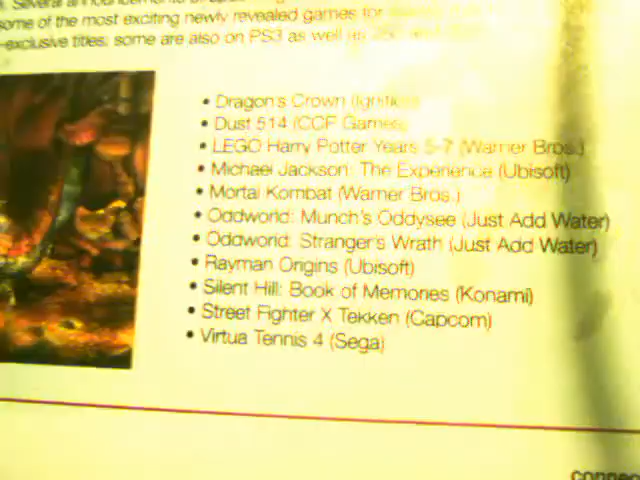 Several announcements
some of the most exciting newly revealed games for
-exclusive titles; some are also on PS3 as well as
• Dragon's Crown (Ignition)
• Dust 514 (CCP Games)
• LEGO Harry Potter Years 5-7 (Warner Bros.)
• Michael Jackson: The Experience (Ubisoft)
• Mortal Kombat (Warner Bros.)
• Oddworld: Munch's Oddysee (Just Add Water)
• Oddworld: Stranger's Wrath (Just Add Water)
• Rayman Origins (Ubisoft)
• Silent Hill: Book of Memories (Konami)
• Street Fighter X Tekken (Capcom)
• Virtua Tennis 4 (Sega)